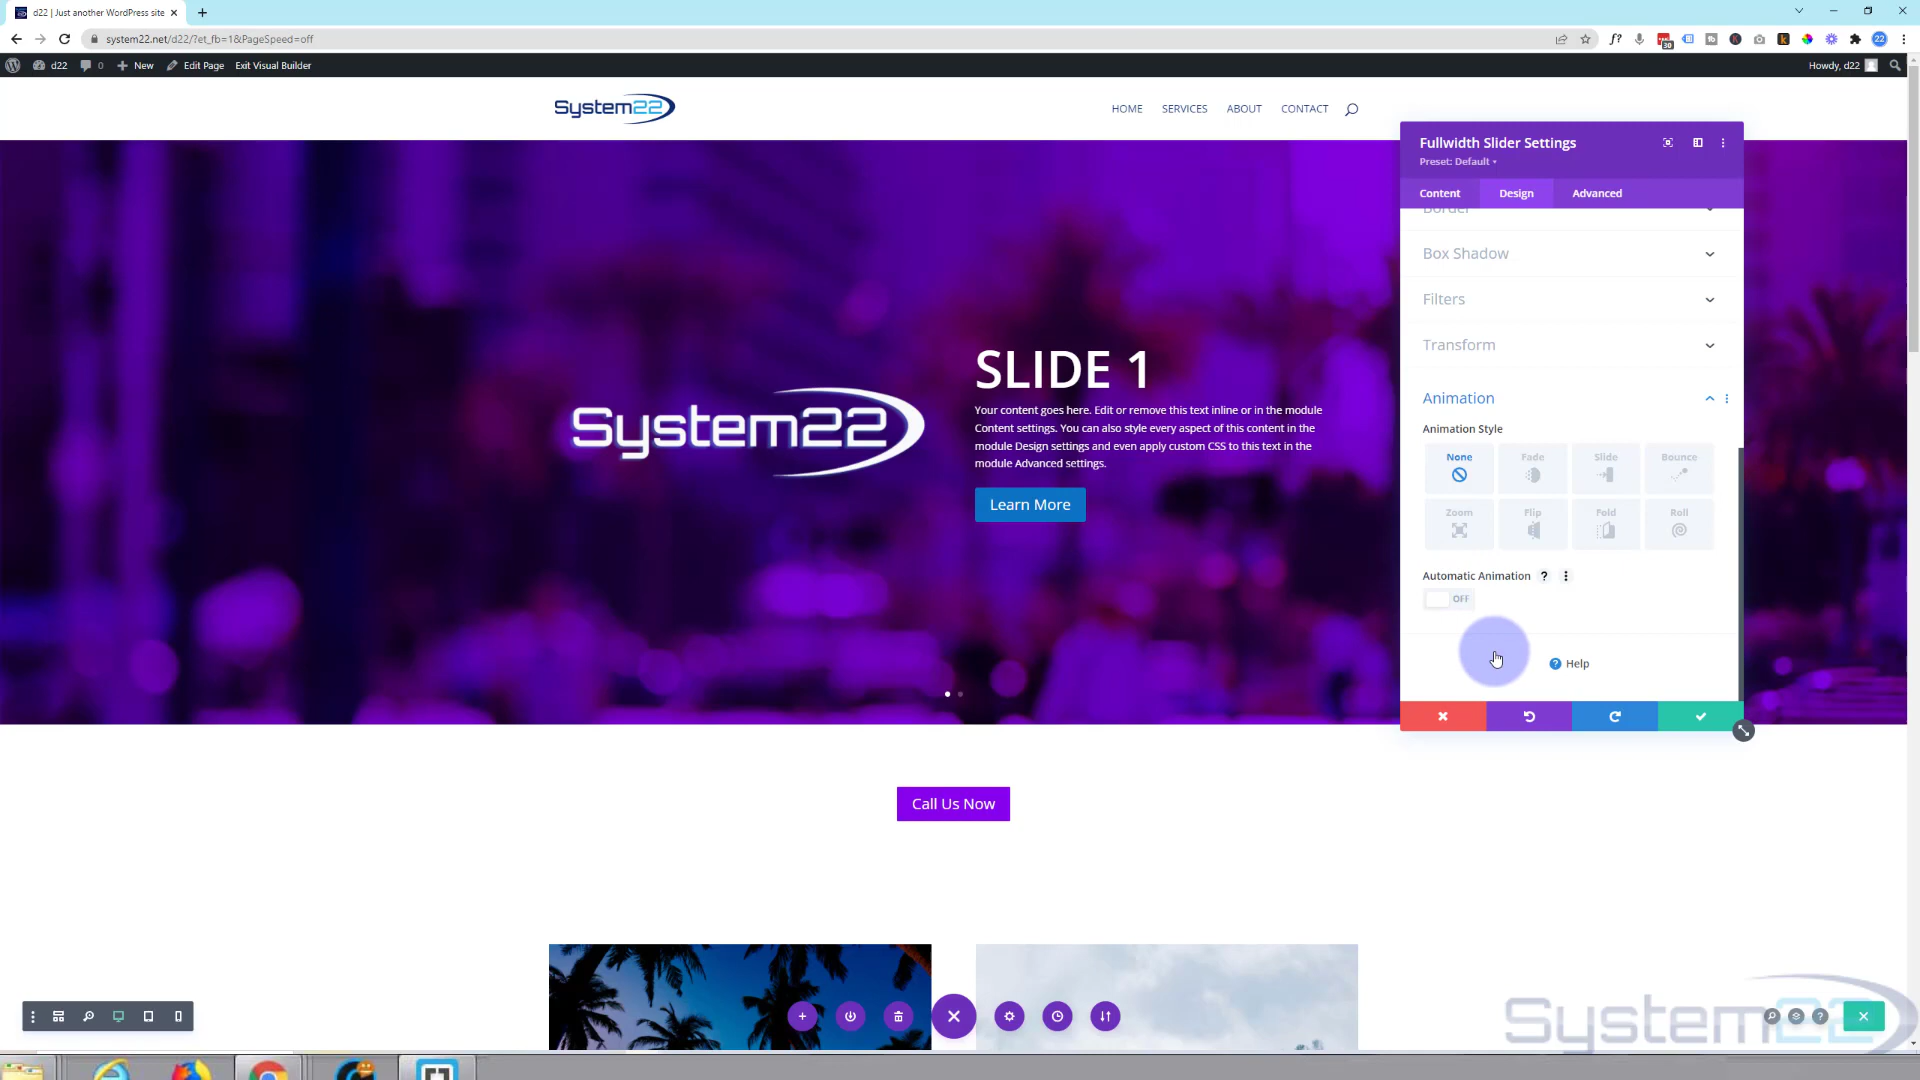 d22 | Just another WordPress site
system22.net/d22/?et_fb=1&PageSpeed=off
f?
30
22
d22
0
New
Edit Page
Exit Visual Builder
Howdy, d22
System22
HOME
SERVICES
ABOUT
CONTACT
Fullwidth Slider Settings
Preset: Default
Content
Design
Advanced
Border
Box Shadow
Filters
Transform
Animation
Animation Style
None
Fade
Slide
Bounce
Zoom
Flip
Fold
Roll
Automatic Animation
OFF
Help
System22
SLIDE 1
Your content goes here. Edit or remove this text inline or in the module
Content settings. You can also style every aspect of this content in the
module Design settings and even apply custom CSS to this text in the
module Advanced settings.
Learn More
Call Us Now
System22